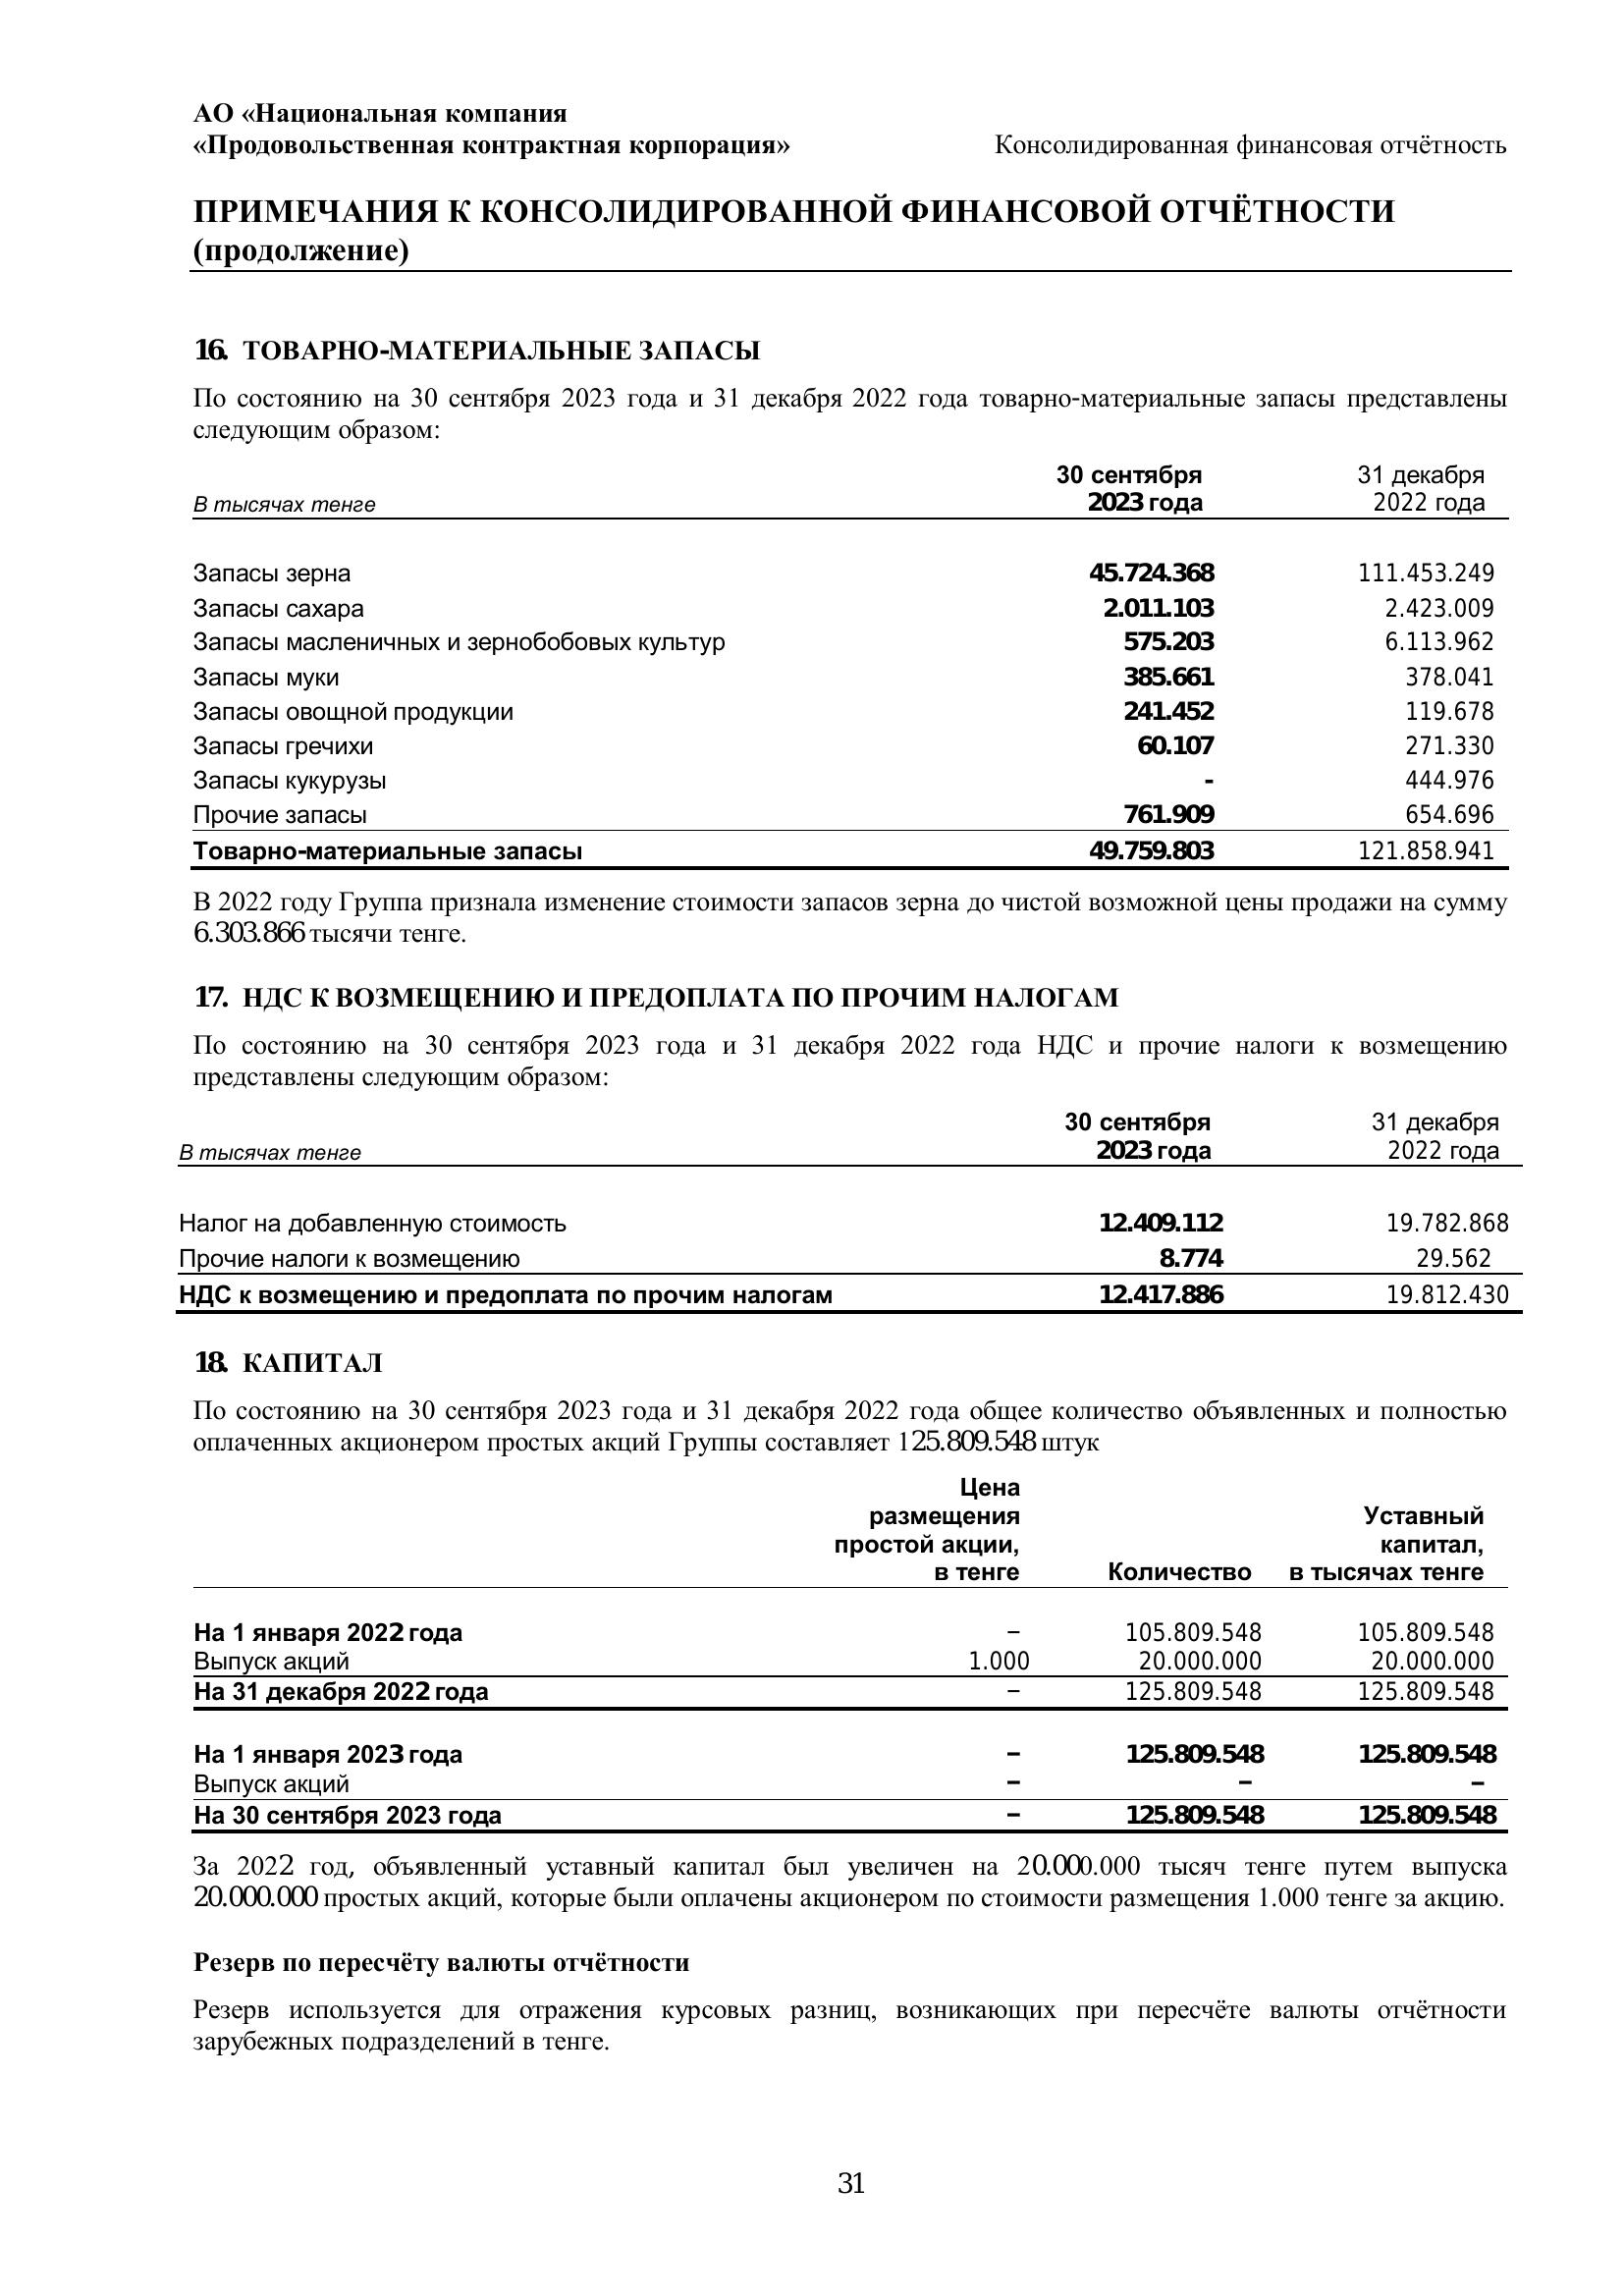 АО «Национальная компания
«Продовольственная контрактная корпорация» Консолидированная финансовая отчётность
ПРИМЕЧАНИЯ К КОНСОЛИДИРОВАННОЙ ФИНАНСОВОЙ ОТЧЁТНОСТИ
(продолжение)
16. ТОВАРНО-МАТЕРИАЛЬНЫЕ ЗАПАСЫ
По состоянию на 30 сентября 2023 года и 31 декабря 2022 года товарно-материальные запасы представлены
следующим образом:
30 сентября 31 декабря
В тысячах тенге 2023 года 2022 года
Запасы зерна 45.724.368 111.453.249
Запасы сахара 2.011.103 2.423.009
Запасы масленичных и зернобобовых культур 575.203 6.113.962
Запасы муки 385.661 378.041
Запасы овощной продукции 241.452 119.678
Запасы гречихи 60.107 271.330
Запасы кукурузы - 444.976
Прочие запасы 761.909 654.696
Товарно-материальные запасы 49.759.803 121.858.941
В 2022 году Группа признала изменение стоимости запасов зерна до чистой возможной цены продажи на сумму
6.303.866 тысячи тенге.
17. НДС К ВОЗМЕЩЕНИЮ И ПРЕДОПЛАТА ПО ПРОЧИМ НАЛОГАМ
По состоянию на 30 сентября 2023 года и 31 декабря 2022 года НДС и прочие налоги к возмещению
представлены следующим образом:
30 сентября 31 декабря
В тысячах тенге 2023 года 2022 года
Налог на добавленную стоимость 12.409.112 19.782.868
Прочие налоги к возмещению 8.774 29.562
НДС к возмещению и предоплата по прочим налогам 12.417.886 19.812.430
18. КАПИТАЛ
По состоянию на 30 сентября 2023 года и 31 декабря 2022 года общее количество объявленных и полностью
оплаченных акционером простых акций Группы составляет 125.809.548 штук
Цена
размещения Уставный
простой акции, капитал,
в тенге Количество в тысячах тенге
На 1 января 2022 года – 105.809.548 105.809.548
Выпуск акций 1.000 20.000.000 20.000.000
На 31 декабря 2022 года – 125.809.548 125.809.548
На 1 января 2023 года – 125.809.548 125.809.548
Выпуск акций – – –
На 30 сентября 2023 года – 125.809.548 125.809.548
За 2022 год, объявленный уставный капитал был увеличен на 20.000.000 тысяч тенге путем выпуска
20.000.000 простых акций, которые были оплачены акционером по стоимости размещения 1.000 тенге за акцию.
Резерв по пересчёту валюты отчётности
Резерв используется для отражения курсовых разниц, возникающих при пересчёте валюты отчётности
зарубежных подразделений в тенге.
31